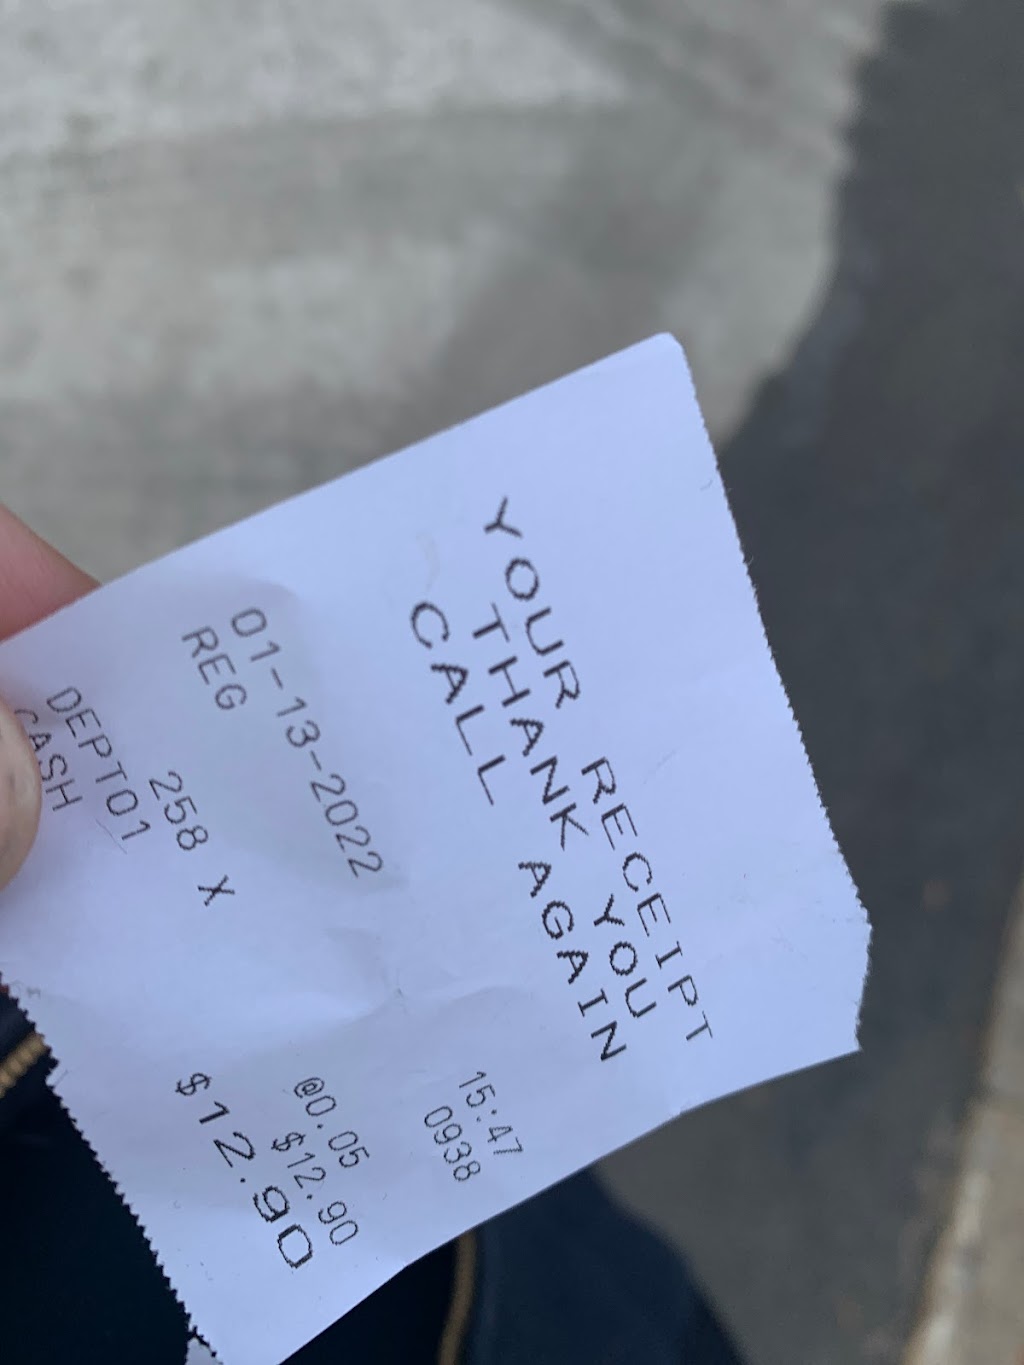 YOUR RECEIPT
THANK YOU
CALL AGAIN
01-13-2022 15:47
REG 0938
258 X @0.05
DEPT01 $12.90
CASH $12.90